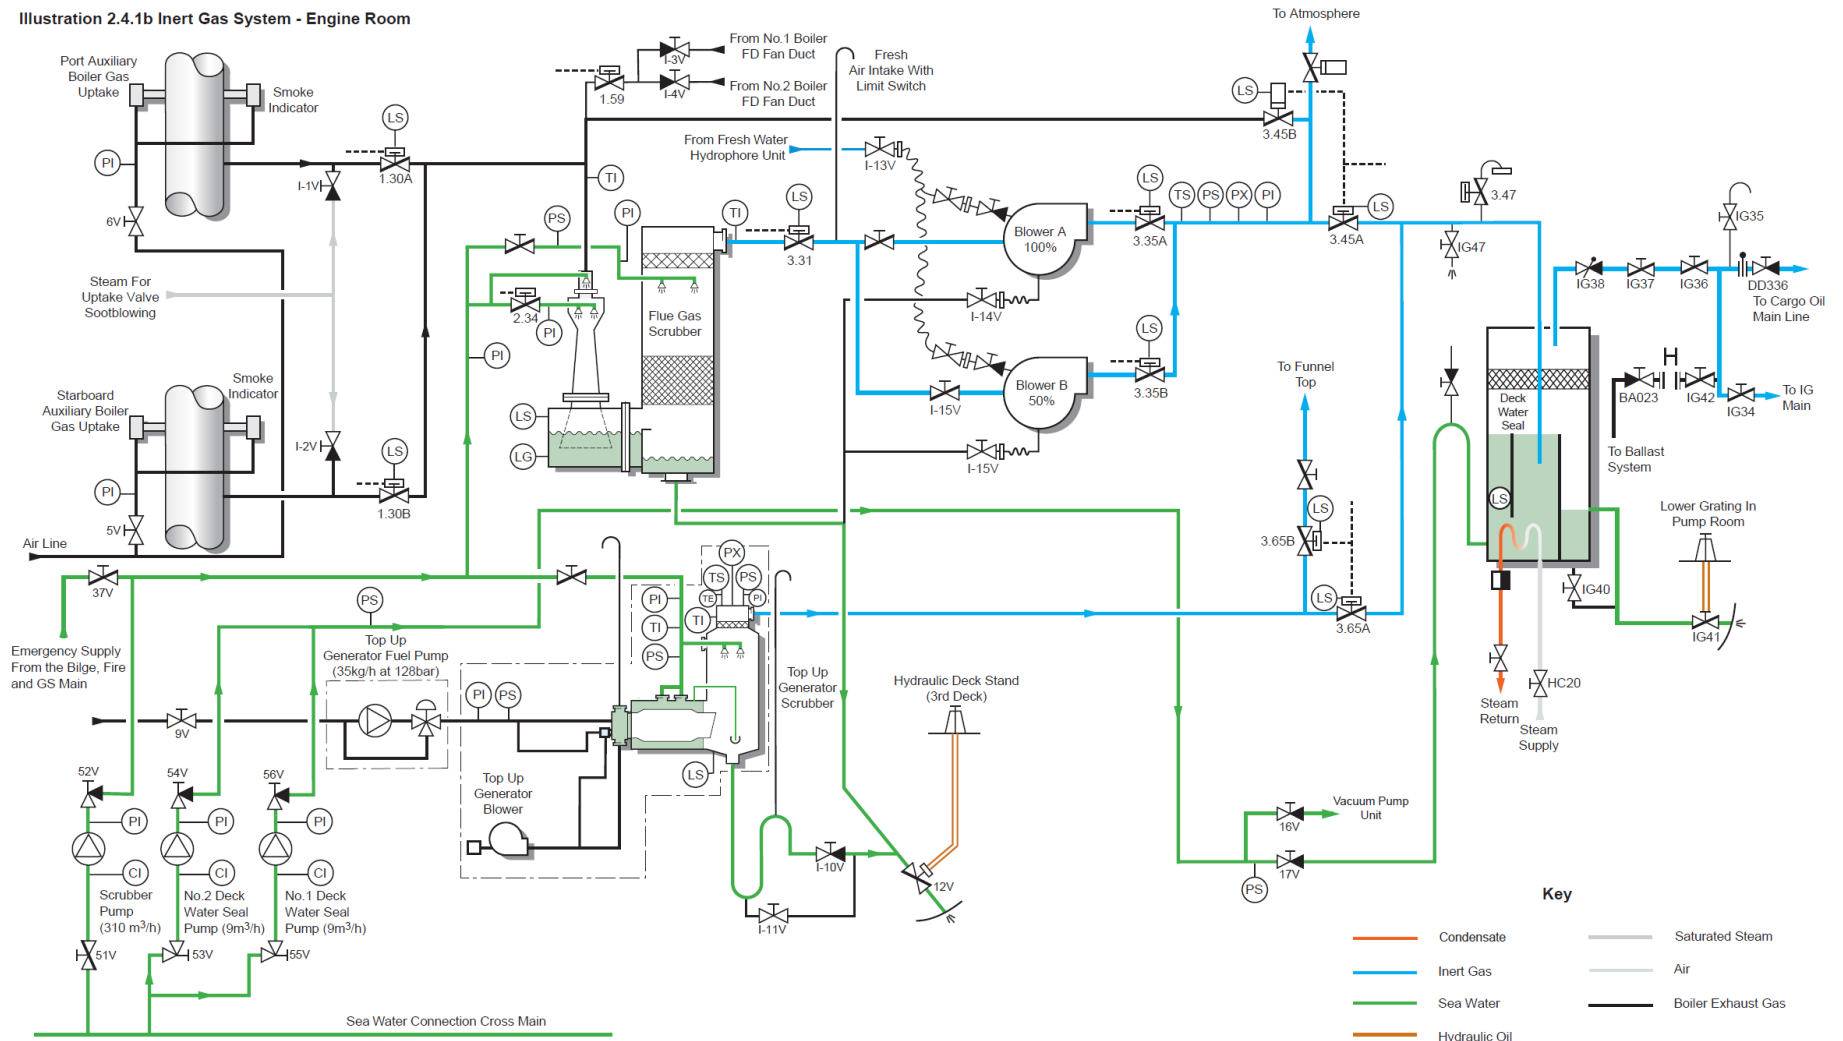 Illustration 2.4.1b Inert Gas System - Engine Room
Port Auxiliary
Boiler Gas
Uptake
Smoke
Indicator
PI
6V
I-1V
LS
1.30A
Steam For
Uptake Valve
Sootblowing
Starboard
Auxiliary Boiler
Gas Uptake
Smoke
Indicator
PI
5V
I-2V
LS
1.30B
Air Line
From No.1 Boiler
FD Fan Duct
I-3V
From No.2 Boiler
FD Fan Duct
I-4V
1.59
Fresh
Air Intake With
Limit Switch
From Fresh Water
Hydrophore Unit
I-13V
TI
PS
PI
TI
LS
3.31
2.34
PI
PI
LS
LG
Flue Gas
Scrubber
Blower A
100%
I-14V
Blower B
50%
I-15V
I-15V
LS
3.35A
LS
3.35B
TS
PS
PX
PI
To Atmosphere
LS
3.45B
LS
3.45A
3.47
IG47
IG35
IG38
IG37
IG36
DD336
To Cargo Oil
Main Line
BA023
IG42
IG34
To IG
Main
To Ballast
System
Deck
Water
Seal
LS
IG40
Lower Grating In
Pump Room
IG41
Steam
Return
HC20
Steam
Supply
To Funnel
Top
LS
3.65B
LS
3.65A
37V
Emergency Supply
From the Bilge, Fire
and GS Main
PS
Top Up
Generator Fuel Pump
(35kg/h at 128bar)
9V
PI
PS
PI
TI
PS
PX
TS
PS
TE
PI
TI
LS
Top Up
Generator
Scrubber
Top Up
Generator
Blower
Hydraulic Deck Stand
(3rd Deck)
I-10V
I-11V
12V
52V
54V
56V
PI
PI
PI
CI
CI
CI
Scrubber
Pump
(310 m³/h)
No.2 Deck
Water Seal
Pump (9m³/h)
No.1 Deck
Water Seal
Pump (9m³/h)
51V
53V
55V
Sea Water Connection Cross Main
16V
Vacuum Pump
Unit
17V
PS
Key
Condensate
Saturated Steam
Inert Gas
Air
Sea Water
Boiler Exhaust Gas
Hydraulic Oil